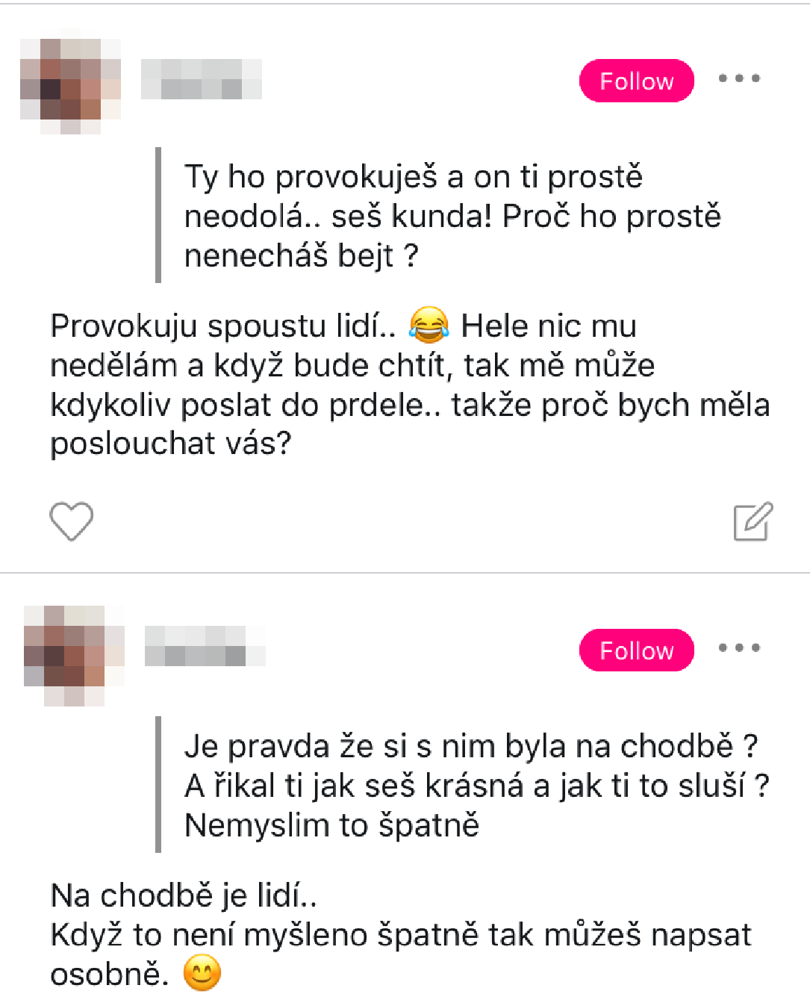 Follow
Ty ho provokuješ a on ti prostě
neodolá.. seš kunda! Proč ho prostě
nenecháš bejt ?
Provokuju spoustu lidí.. 😂 Hele nic mu
nedělám a když bude chtít, tak mě může
kdykoliv poslat do prdele.. takže proč bych měla
poslouchat vás?
Follow
Je pravda že si s nim byla na chodbě ?
A řikal ti jak seš krásná a jak ti to sluší ?
Nemyslim to špatně
Na chodbě je lidí..
Když to není myšleno špatně tak můžeš napsat
osobně. 😊